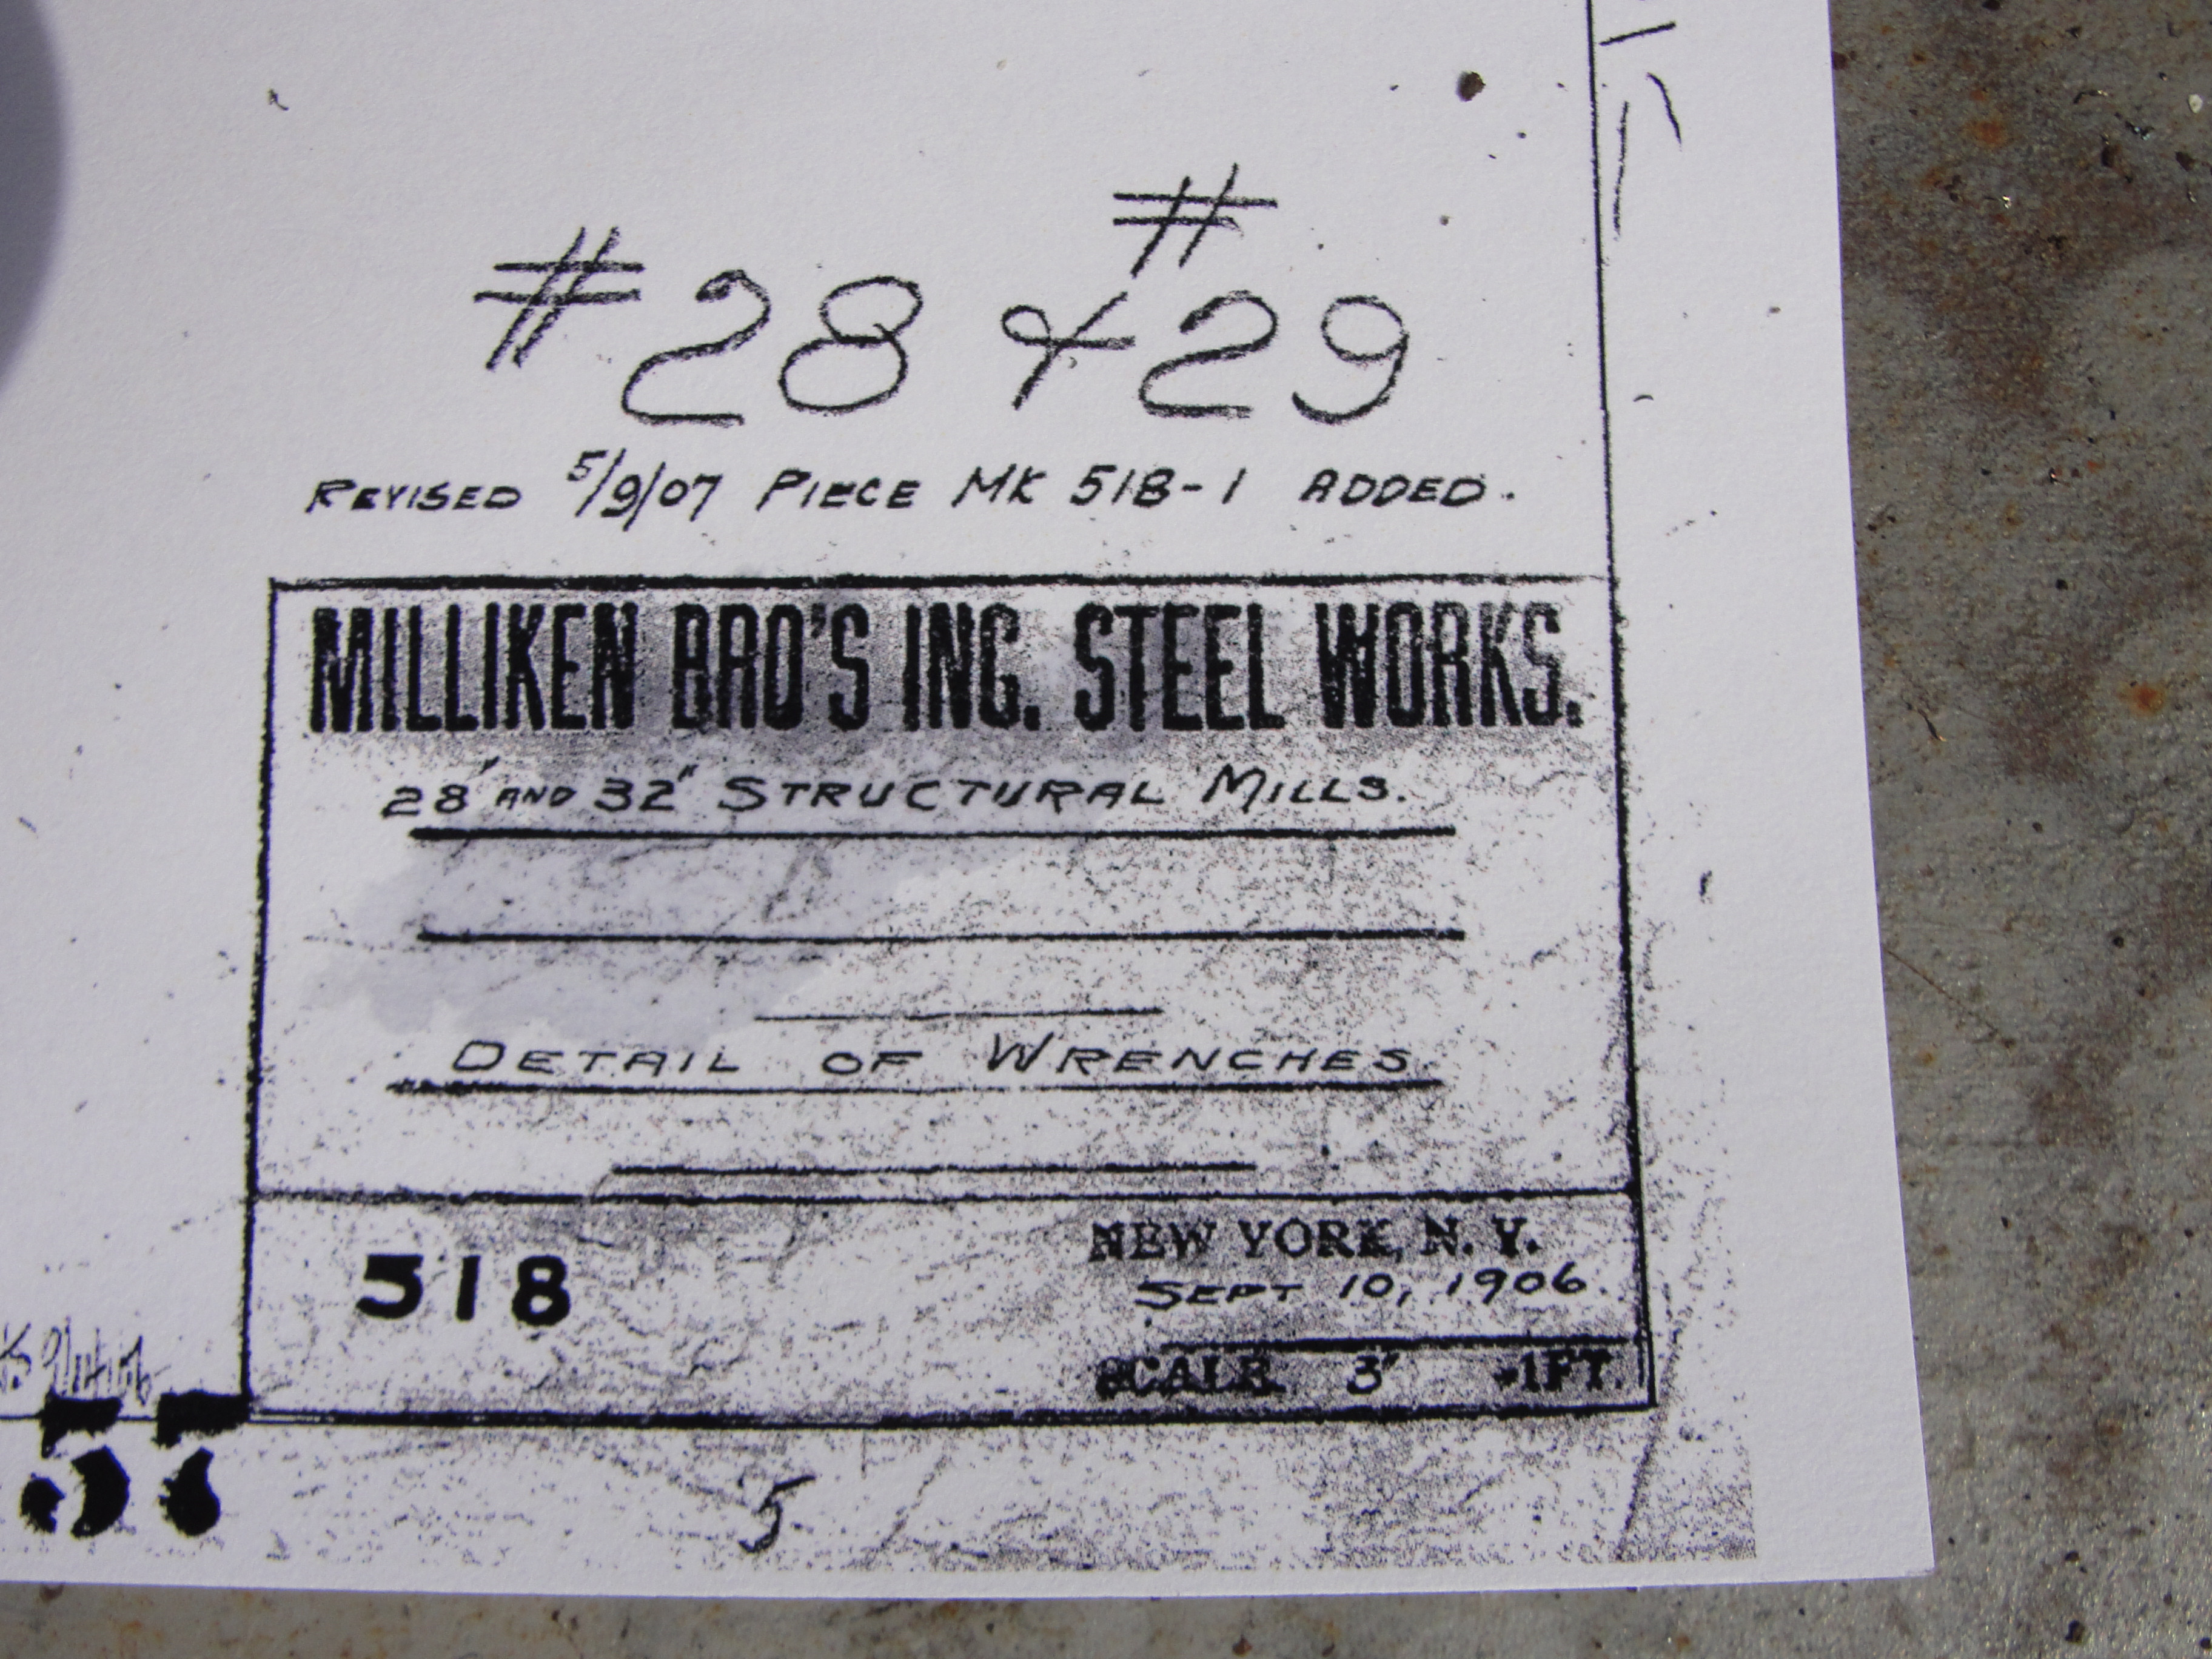 #28 & #29
REVISED 5/9/07 PIECE MK 518-1 ADDED.
MILLIKEN BRO'S INC. STEEL WORKS.
28" AND 32" STRUCTURAL MILLS.
DETAIL OF WRENCHES.
518
NEW YORK, N. Y.
SEPT 10, 1906.
SCALE 3" =1FT.
5